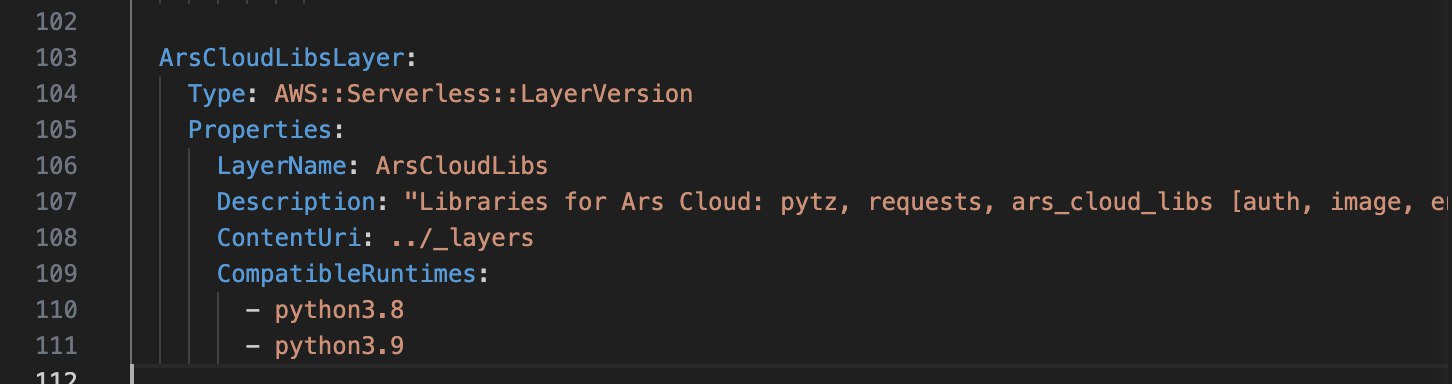 102
103 ArsCloudLibsLayer:
104 Type: AWS::Serverless::LayerVersion
105 Properties:
106 LayerName: ArsCloudLibs
107 Description: "Libraries for Ars Cloud: pytz, requests, ars_cloud_libs [auth, image,
108 ContentUri: ../_layers
109 CompatibleRuntimes:
110 - python3.8
111 - python3.9
112